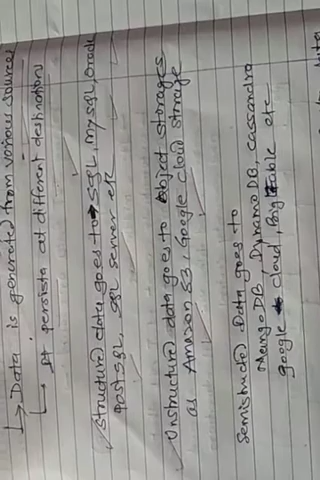 ↳ Data is generated from various sources
↳ It persists at different destinations
✓ Structured data goes to → SQL, MySQL, Oracle
PostSQL, SQL server etc
✓ Unstructured data goes to Object storages
as Amazon S3, Google Cloud Storage
Semistructed Data goes to
MongoDB, DynamoDB, Cassandra
google cloud, BigTable etc